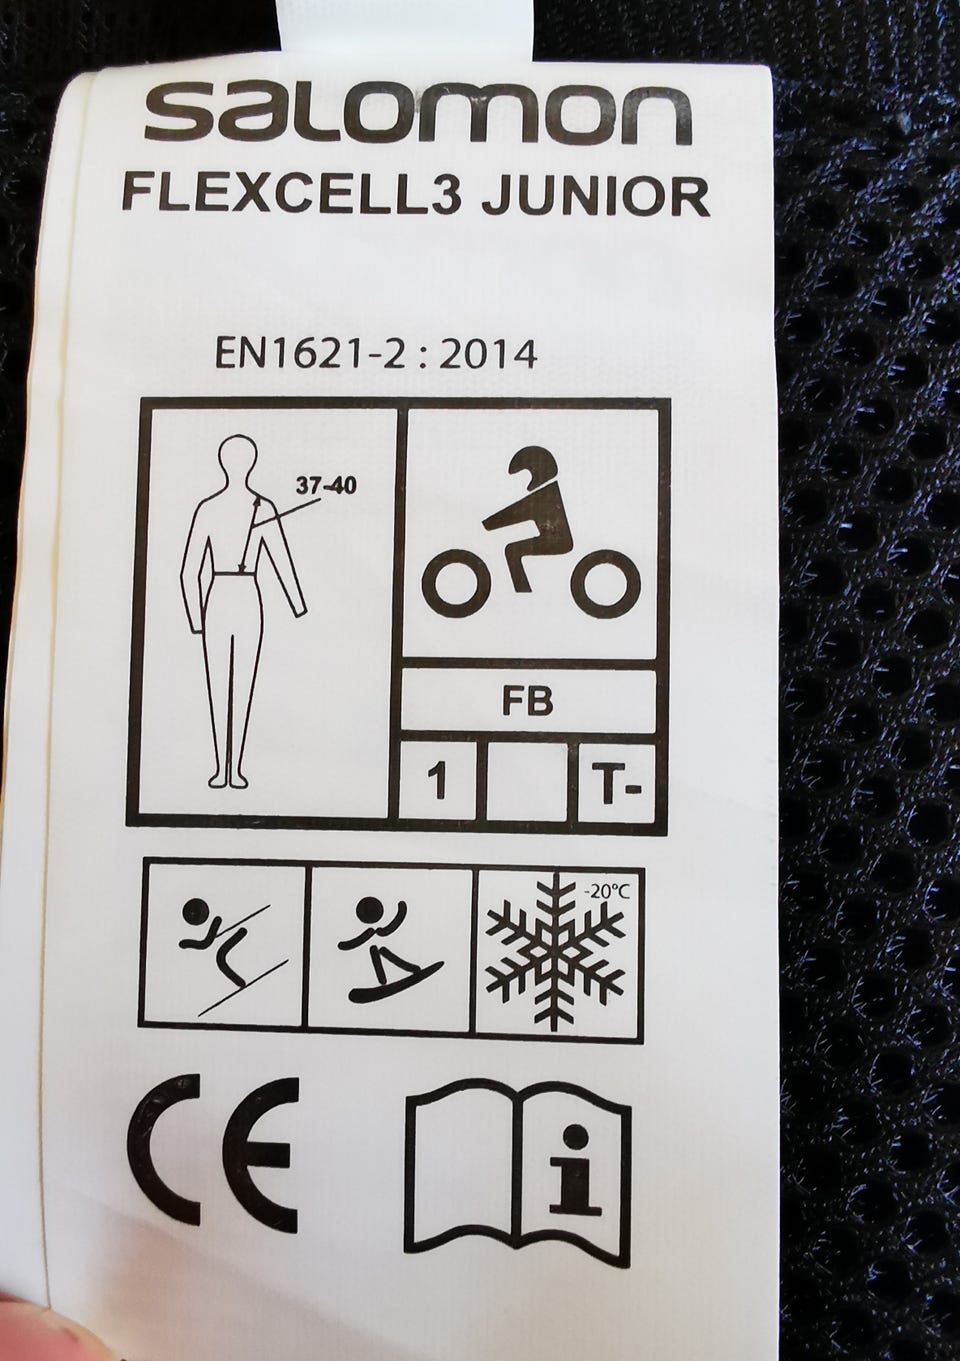 salomon
FLEXCELL3 JUNIOR
EN1621-2 : 2014
37-40
FB
1
T-
-20°C
CE
i